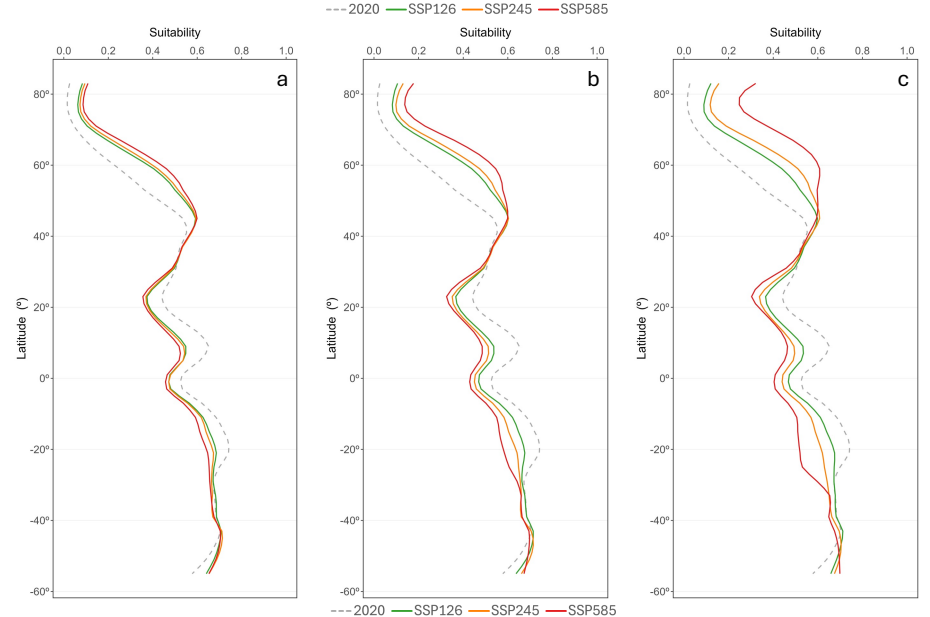 2020 SSP126 SSP245 SSP585
Suitability Suitability Suitability
0.0 0.2 0.4 0.6 0.8 1.0 0.0 0.2 0.4 0.6 0.8 1.0 0.0 0.2 0.4 0.6 0.8 1.0
a b c
80º 80º 80º
60º 60º 60º
40º 40º 40º
Latitude (º) Latitude (º) Latitude (º)
20º 20º 20º
0º 0º 0º
-20º -20º -20º
-40º -40º -40º
-60º -60º -60º
2020 SSP126 SSP245 SSP585